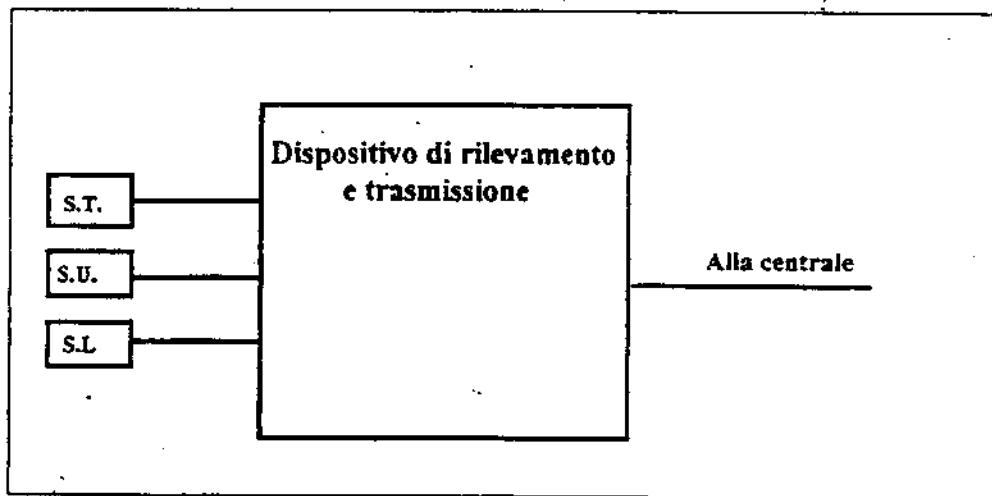 Dispositivo di rilevamento
e trasmissione
S.T.
S.U.
S.L
Alla centrale